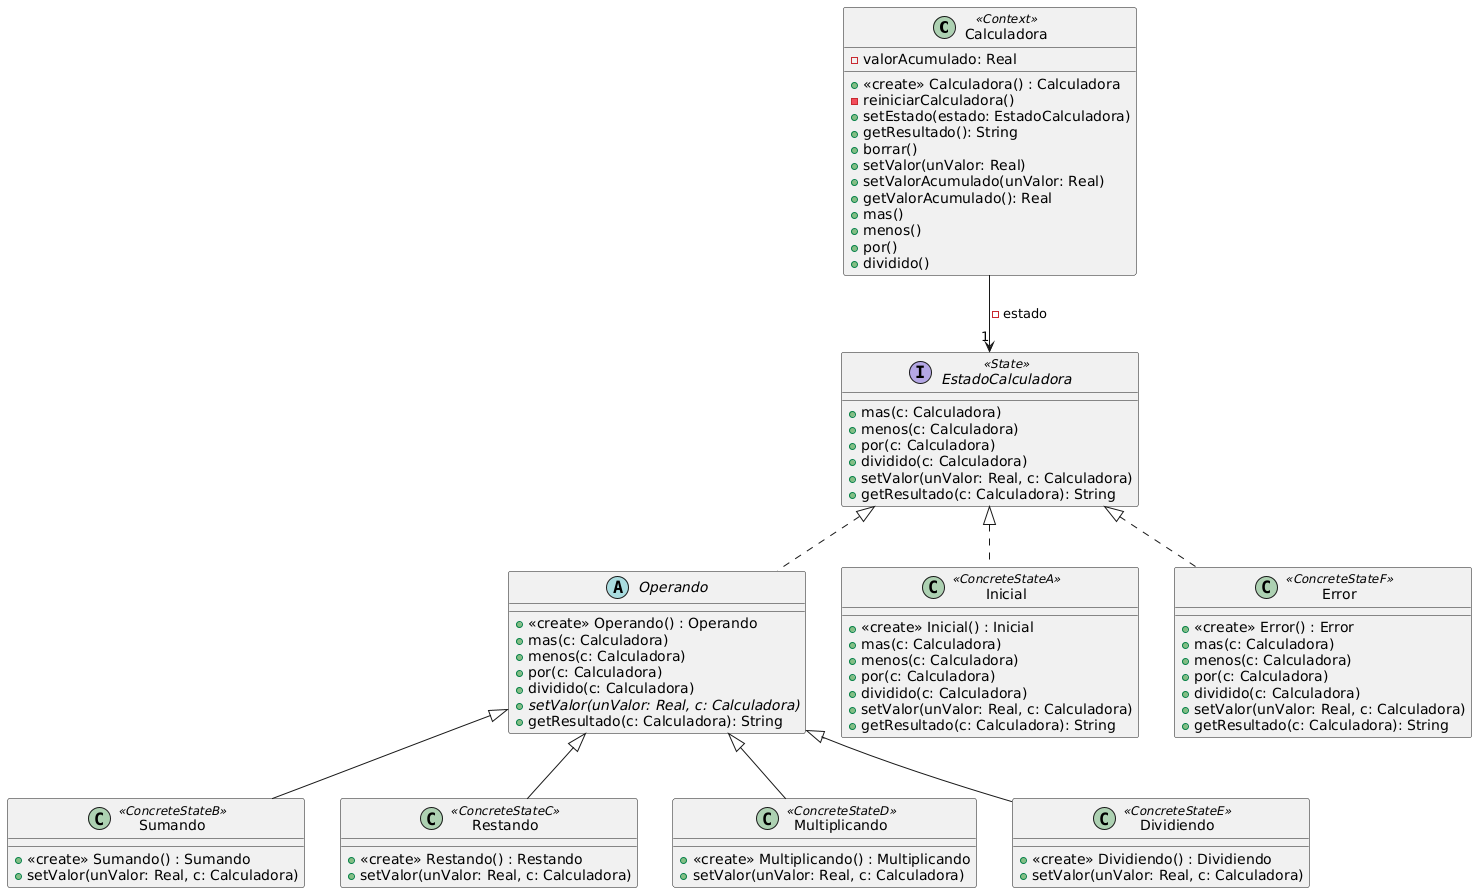 C
«Context»
Calculadora
valorAcumulado: Real
«create» Calculadora() : Calculadora
reiniciarCalculadora()
setEstado(estado: EstadoCalculadora)
getResultado(): String
borrar()
setValor(unValor: Real)
setValorAcumulado(unValor: Real)
getValorAcumulado(): Real
mas()
menos()
por()
dividido()
estado
1
I
«State»
EstadoCalculadora
mas(c: Calculadora)
menos(c: Calculadora)
por(c: Calculadora)
dividido(c: Calculadora)
setValor(unValor: Real, c: Calculadora)
getResultado(c: Calculadora): String
A
Operando
«create» Operando() : Operando
mas(c: Calculadora)
menos(c: Calculadora)
por(c: Calculadora)
dividido(c: Calculadora)
setValor(unValor: Real, c: Calculadora)
getResultado(c: Calculadora): String
C
«ConcreteStateA»
Inicial
«create» Inicial() : Inicial
mas(c: Calculadora)
menos(c: Calculadora)
por(c: Calculadora)
dividido(c: Calculadora)
setValor(unValor: Real, c: Calculadora)
getResultado(c: Calculadora): String
C
«ConcreteStateF»
Error
«create» Error() : Error
mas(c: Calculadora)
menos(c: Calculadora)
por(c: Calculadora)
dividido(c: Calculadora)
setValor(unValor: Real, c: Calculadora)
getResultado(c: Calculadora): String
C
«ConcreteStateB»
Sumando
«create» Sumando() : Sumando
setValor(unValor: Real, c: Calculadora)
C
«ConcreteStateC»
Restando
«create» Restando() : Restando
setValor(unValor: Real, c: Calculadora)
C
«ConcreteStateD»
Multiplicando
«create» Multiplicando() : Multiplicando
setValor(unValor: Real, c: Calculadora)
C
«ConcreteStateE»
Dividiendo
«create» Dividiendo() : Dividiendo
setValor(unValor: Real, c: Calculadora)